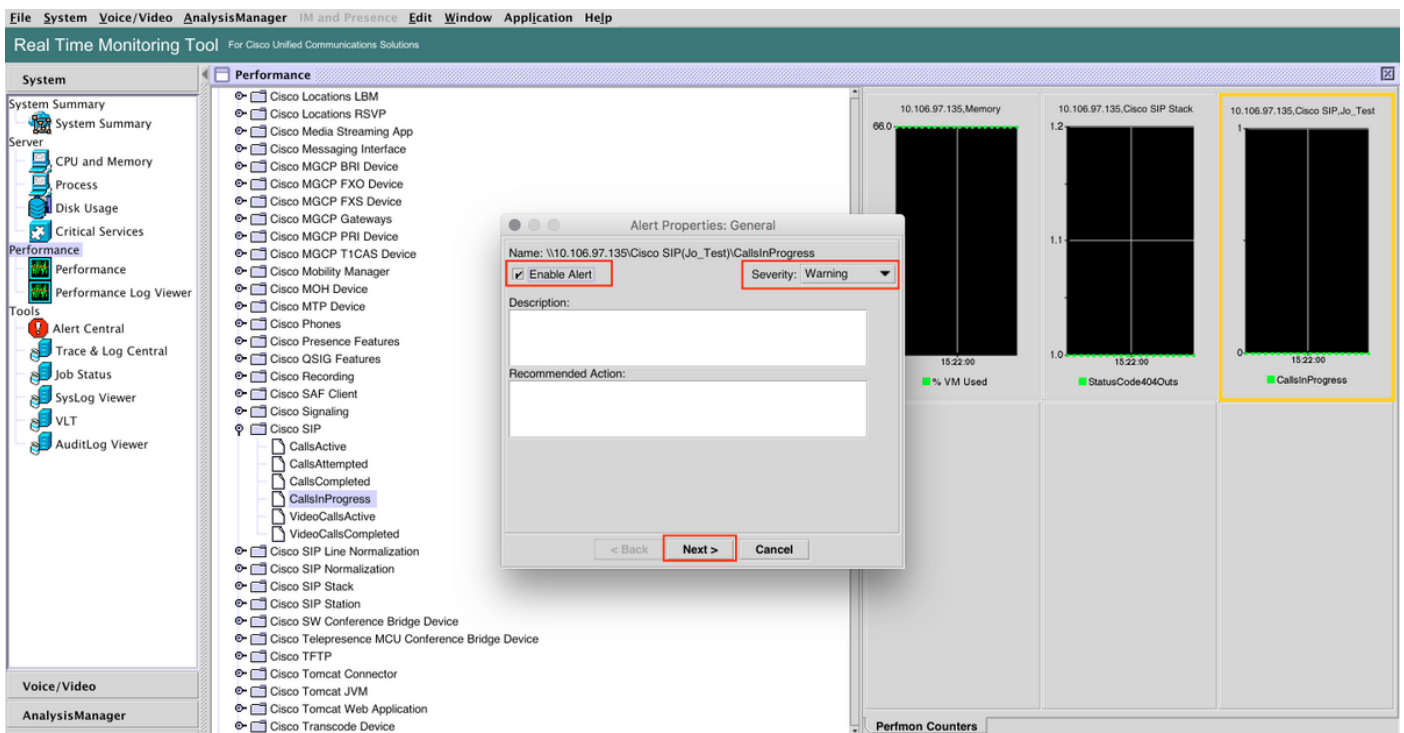 File System Voice/Video AnalysisManager IM and Presence Edit Window Application Help
Real Time Monitoring Tool For Cisco Unified Communications Solutions
System
System Summary
System Summary
Server
CPU and Memory
Process
Disk Usage
Critical Services
Performance
Performance
Performance Log Viewer
Tools
Alert Central
Trace & Log Central
Job Status
SysLog Viewer
VLT
AuditLog Viewer
Voice/Video
AnalysisManager
Performance
Cisco Locations LBM
Cisco Locations RSVP
Cisco Media Streaming App
Cisco Messaging Interface
Cisco MGCP BRI Device
Cisco MGCP FXO Device
Cisco MGCP FXS Device
Cisco MGCP Gateways
Cisco MGCP PRI Device
Cisco MGCP T1CAS Device
Cisco Mobility Manager
Cisco MOH Device
Cisco MTP Device
Cisco Phones
Cisco Presence Features
Cisco QSIG Features
Cisco Recording
Cisco SAF Client
Cisco Signaling
Cisco SIP
CallsActive
CallsAttempted
CallsCompleted
CallsInProgress
VideoCallsActive
VideoCallsCompleted
Cisco SIP Line Normalization
Cisco SIP Normalization
Cisco SIP Stack
Cisco SIP Station
Cisco SW Conference Bridge Device
Cisco Telepresence MCU Conference Bridge Device
Cisco TFTP
Cisco Tomcat Connector
Cisco Tomcat JVM
Cisco Tomcat Web Application
Cisco Transcode Device
Alert Properties: General
Name: \\10.106.97.135\Cisco SIP(Jo_Test)\CallsInProgress
Enable Alert
Severity: Warning
Description:
Recommended Action:
< Back Next > Cancel
10.106.97.135,Memory
66.0
15:22:00
% VM Used
10.106.97.135,Cisco SIP Stack
1.2
1.1
1.0
15:22:00
StatusCode404Outs
10.106.97.135,Cisco SIP,Jo_Test
1
0
15:22:00
CallsInProgress
Perfmon Counters